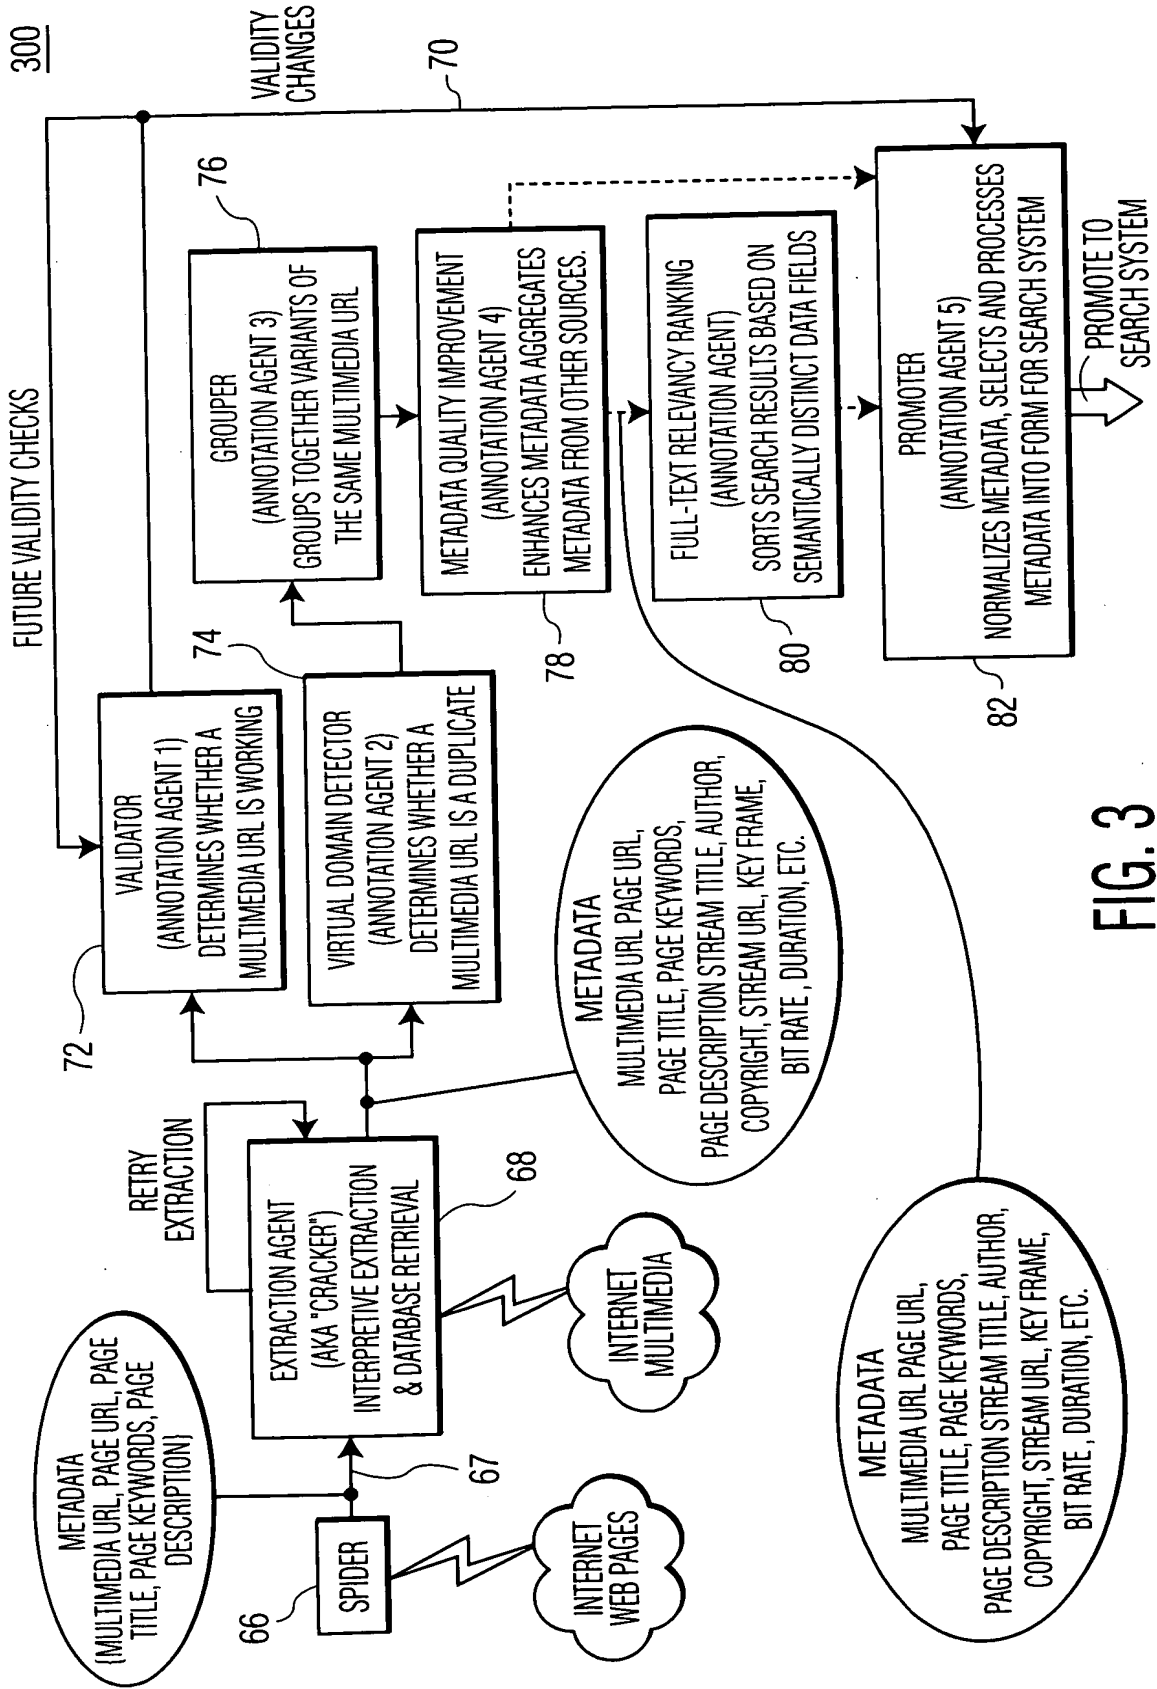 300
FUTURE VALIDITY CHECKS
VALIDITY
CHANGES
70
METADATA
{MULTIMEDIA URL, PAGE URL, PAGE
TITLE, PAGE KEYWORDS, PAGE
DESCRIPTION}
66
SPIDER
67
INTERNET
WEB PAGES
RETRY
EXTRACTION
EXTRACTION AGENT
(AKA "CRACKER")
INTERPRETIVE EXTRACTION
& DATABASE RETRIEVAL
68
INTERNET
MULTIMEDIA
72
VALIDATOR
(ANNOTATION AGENT 1)
DETERMINES WHETHER A
MULTIMEDIA URL IS WORKING
74
VIRTUAL DOMAIN DETECTOR
(ANNOTATION AGENT 2)
DETERMINES WHETHER A
MULTIMEDIA URL IS A DUPLICATE
METADATA
MULTIMEDIA URL PAGE URL,
PAGE TITLE, PAGE KEYWORDS,
PAGE DESCRIPTION STREAM TITLE, AUTHOR,
COPYRIGHT, STREAM URL, KEY FRAME,
BIT RATE , DURATION, ETC.
76
GROUPER
(ANNOTATION AGENT 3)
GROUPS TOGETHER VARIANTS OF
THE SAME MULTIMEDIA URL
METADATA QUALITY IMPROVEMENT
(ANNOTATION AGENT 4)
ENHANCES METADATA AGGREGATES
METADATA FROM OTHER SOURCES.
78
FULL-TEXT RELEVANCY RANKING
(ANNOTATION AGENT)
SORTS SEARCH RESULTS BASED ON
SEMANTICALLY DISTINCT DATA FIELDS
80
PROMOTER
(ANNOTATION AGENT 5)
NORMALIZES METADATA, SELECTS AND PROCESSES
METADATA INTO FORM FOR SEARCH SYSTEM
82
PROMOTE TO
SEARCH SYSTEM
METADATA
MULTIMEDIA URL PAGE URL,
PAGE TITLE, PAGE KEYWORDS,
PAGE DESCRIPTION STREAM TITLE, AUTHOR,
COPYRIGHT, STREAM URL, KEY FRAME,
BIT RATE , DURATION, ETC.
FIG. 3